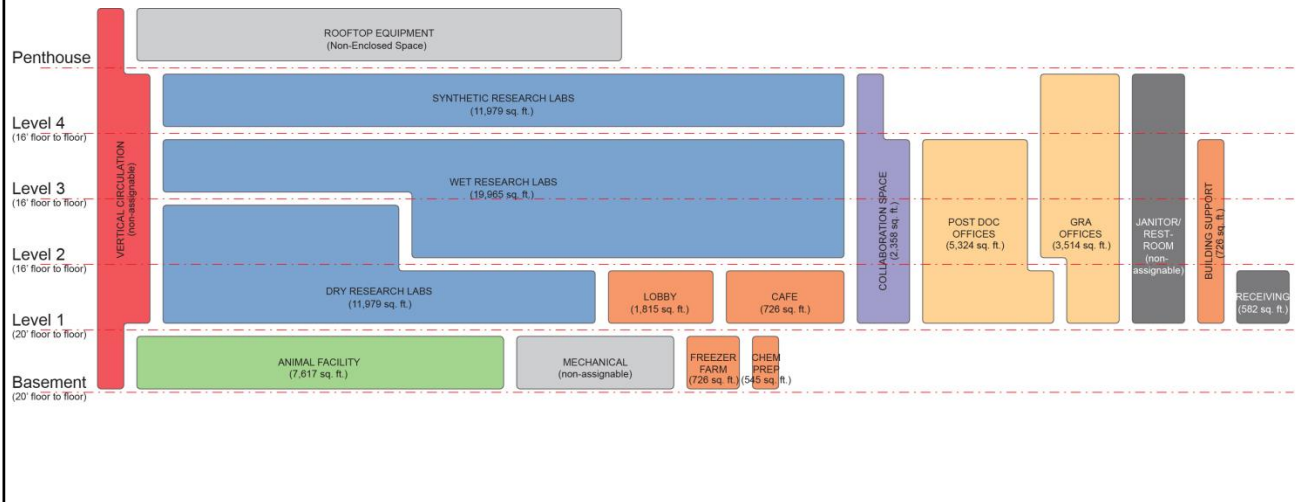 ROOFTOP EQUIPMENT
(Non-Enclosed Space)
Penthouse
SYNTHETIC RESEARCH LABS
(11,979 sq. ft.)
Level 4
(16' floor to floor)
VERTICAL CIRCULATION
(non-assignable)
WET RESEARCH LABS
(19,965 sq. ft.)
Level 3
(16' floor to floor)
COLLABORATION SPACE
(2,358 sq. ft.)
POST DOC
OFFICES
(5,324 sq. ft.)
GRA
OFFICES
(3,514 sq. ft.)
JANITOR/
REST-
ROOM
(non-
assignable)
BUILDING SUPPORT
(726 sq. ft.)
Level 2
(16' floor to floor)
DRY RESEARCH LABS
(11,979 sq. ft.)
LOBBY
(1,815 sq. ft.)
CAFE
(726 sq. ft.)
RECEIVING
(582 sq. ft.)
Level 1
(20' floor to floor)
ANIMAL FACILITY
(7,617 sq. ft.)
MECHANICAL
(non-assignable)
FREEZER
FARM
(726 sq. ft.)
CHEM
PREP
(545 sq. ft.)
Basement
(20' floor to floor)